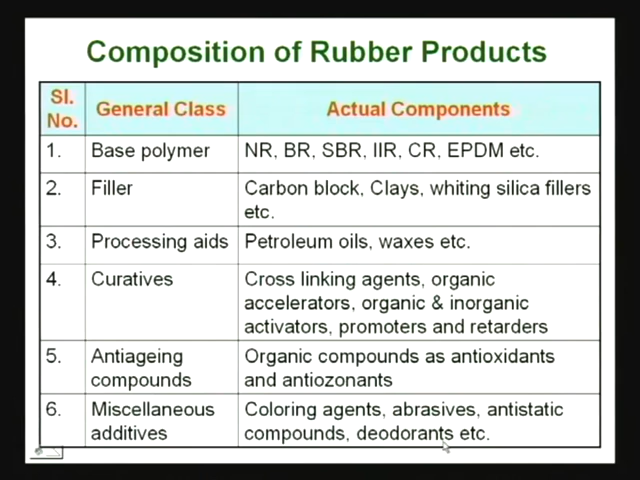 Composition of Rubber Products
Sl. No. General Class Actual Components
1. Base polymer NR, BR, SBR, IIR, CR, EPDM etc.
2. Filler Carbon block, Clays, whiting silica fillers
etc.
3. Processing aids Petroleum oils, waxes etc.
4. Curatives Cross linking agents, organic
accelerators, organic & inorganic
activators, promoters and retarders
5. Antiageing Organic compounds as antioxidants
compounds and antiozonants
6. Miscellaneous Coloring agents, abrasives, antistatic
additives compounds, deodorants etc.